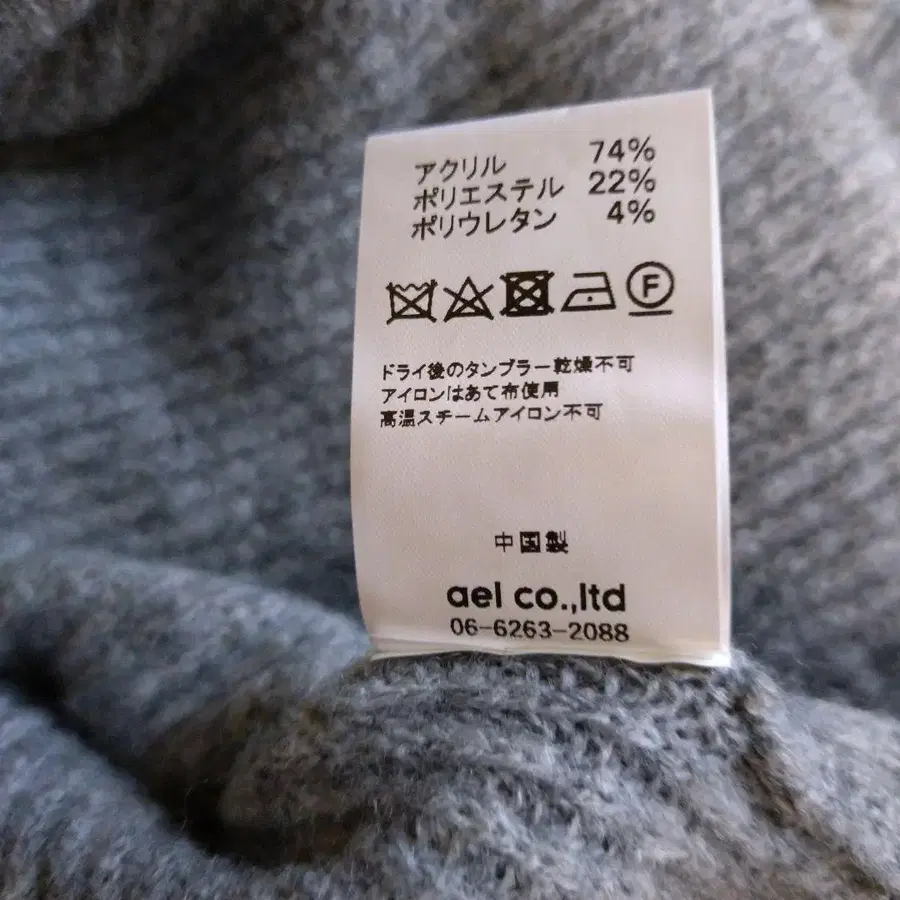 アクリル 74%
ポリエステル 22%
ポリウレタン 4%
F
ドライ後のタンブラー乾燥不可
アイロンはあて布使用
高温スチームアイロン不可
中国製
ael co.,ltd
06-6263-2088